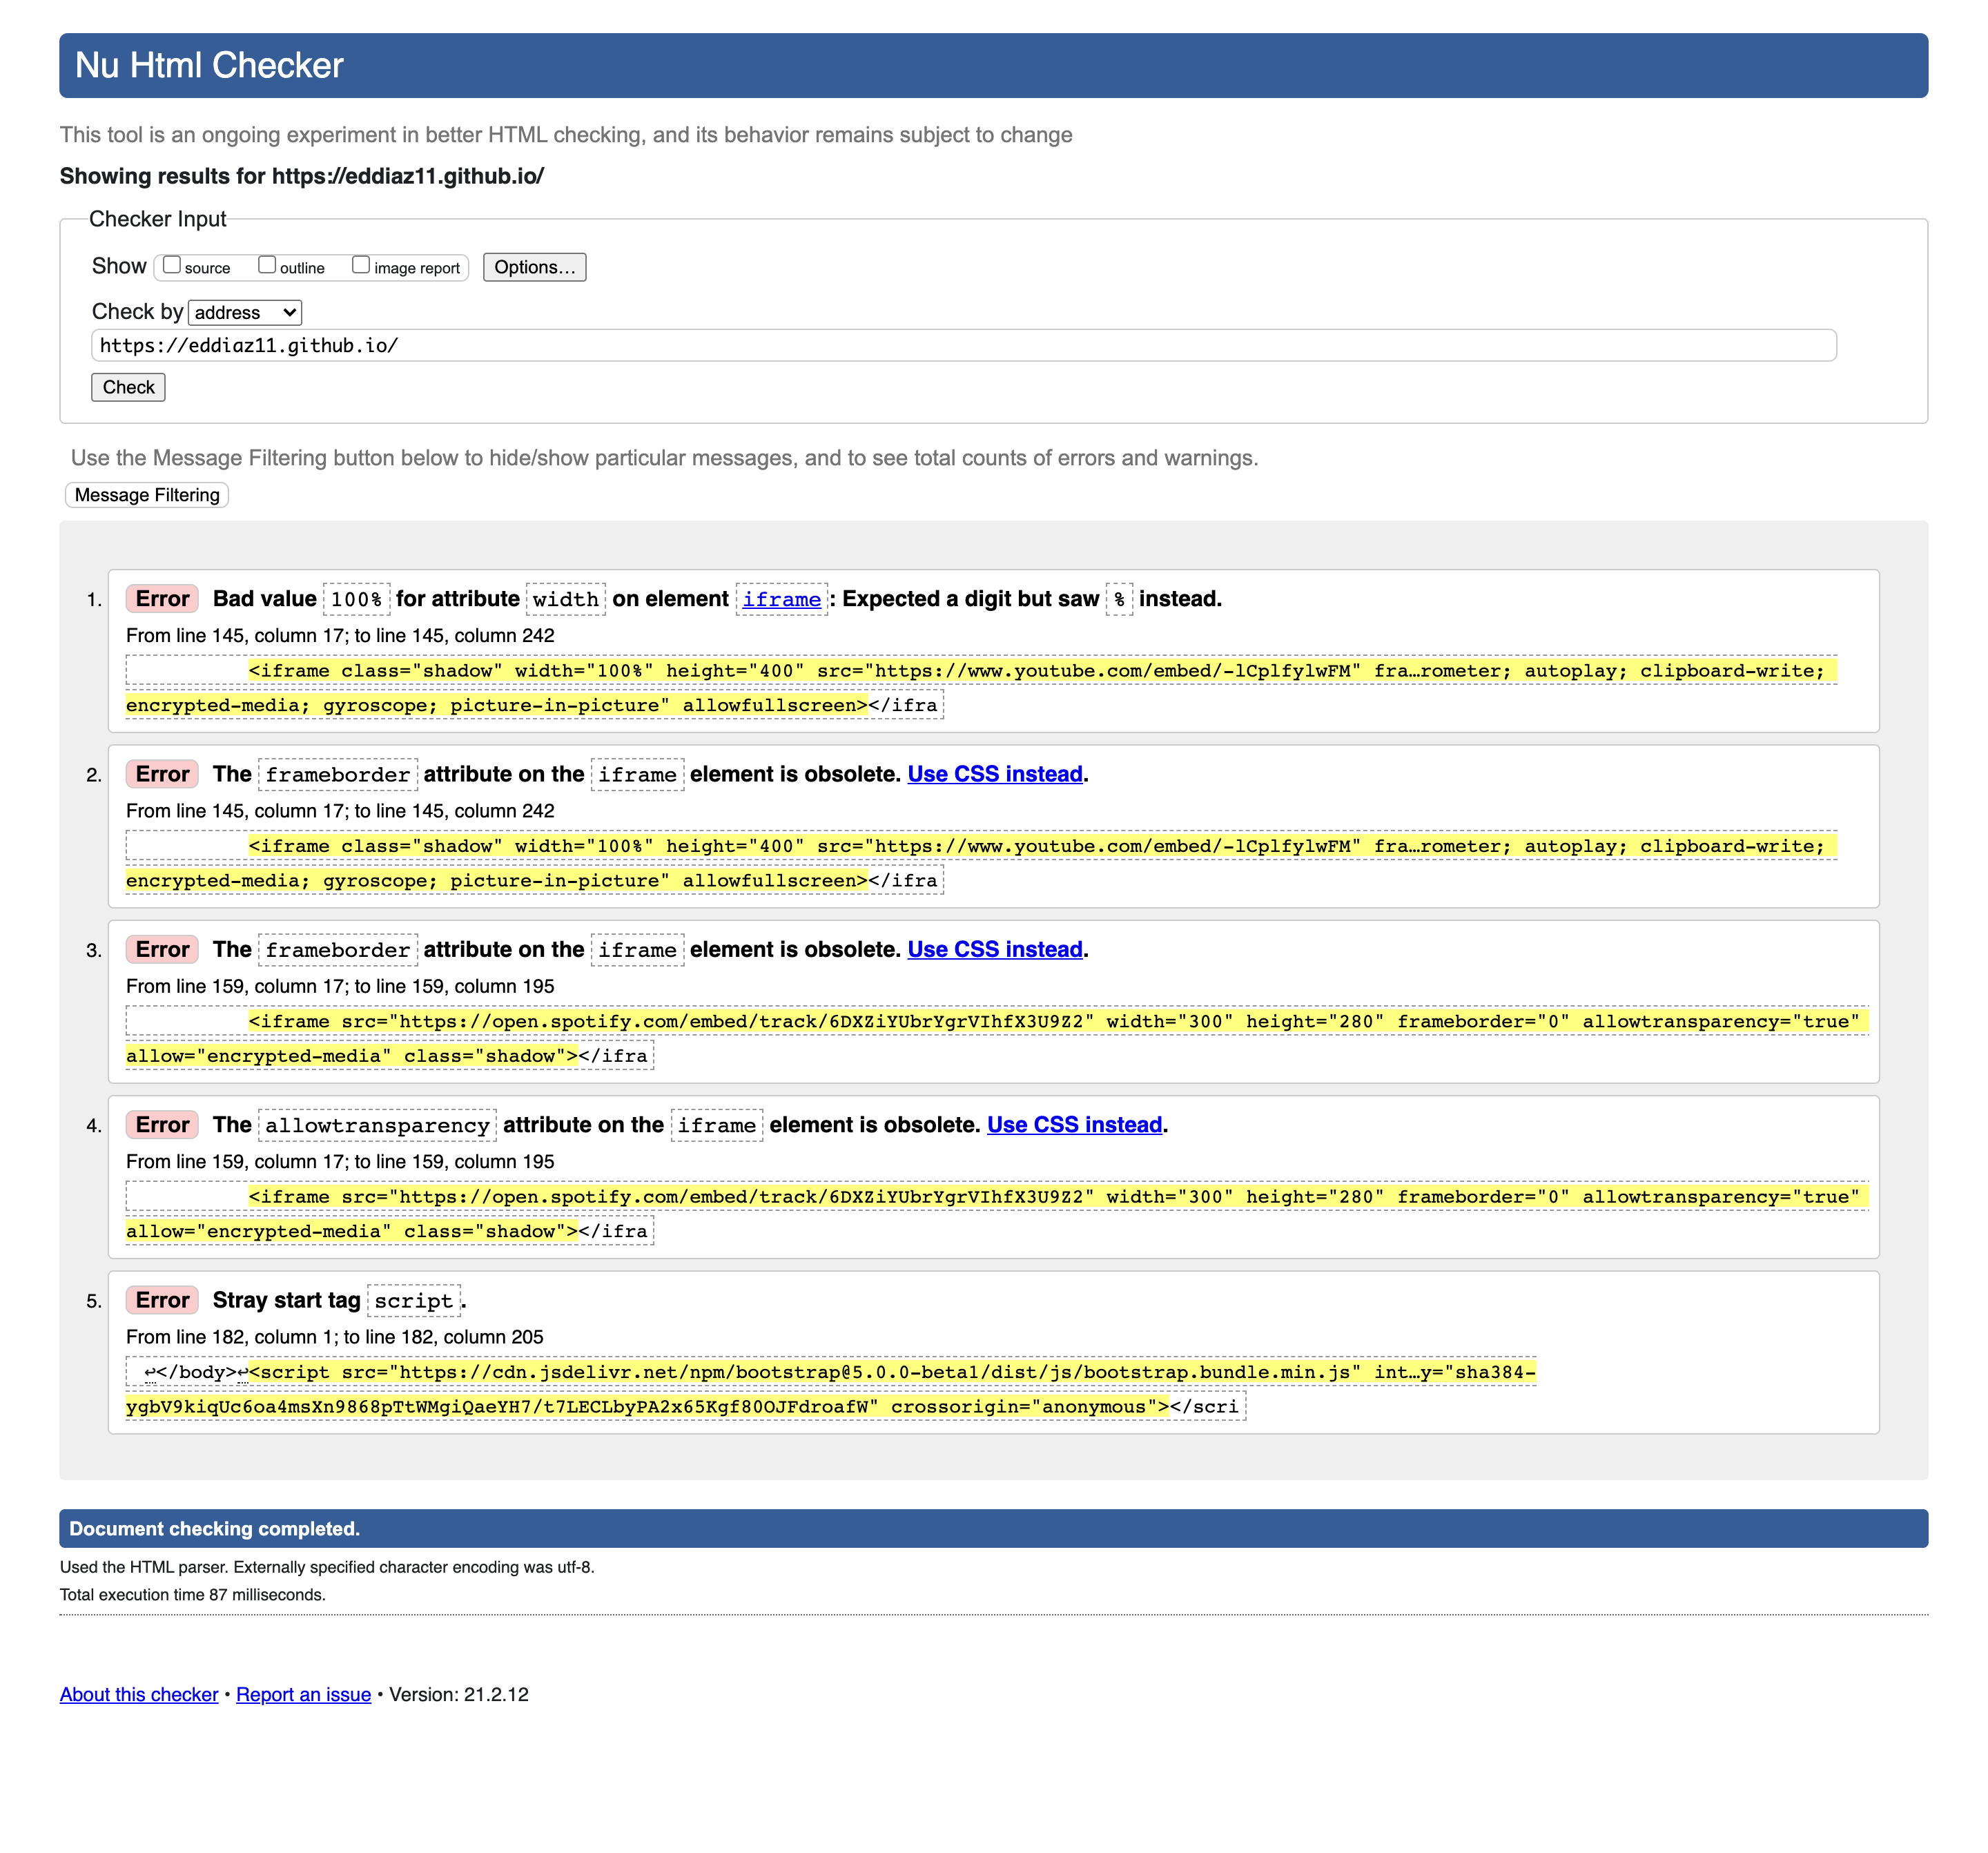 Nu Html Checker
This tool is an ongoing experiment in better HTML checking, and its behavior remains subject to change
Showing results for https://eddiaz11.github.io/
Checker Input
Show source outline image report Options...
Check by address
https://eddiaz11.github.io/
Check
Use the Message Filtering button below to hide/show particular messages, and to see total counts of errors and warnings.
Message Filtering
1. Error Bad value 100% for attribute width on element iframe: Expected a digit but saw % instead.
From line 145, column 17; to line 145, column 242
<iframe class="shadow" width="100%" height="400" src="https://www.youtube.com/embed/-lCplfylwFM" fra…rometer; autoplay; clipboard-write;
encrypted-media; gyroscope; picture-in-picture" allowfullscreen></ifra
2. Error The frameborder attribute on the iframe element is obsolete. Use CSS instead.
From line 145, column 17; to line 145, column 242
<iframe class="shadow" width="100%" height="400" src="https://www.youtube.com/embed/-lCplfylwFM" fra…rometer; autoplay; clipboard-write;
encrypted-media; gyroscope; picture-in-picture" allowfullscreen></ifra
3. Error The frameborder attribute on the iframe element is obsolete. Use CSS instead.
From line 159, column 17; to line 159, column 195
<iframe src="https://open.spotify.com/embed/track/6DXZiYUbrYgrVIhfX3U9Z2" width="300" height="280" frameborder="0" allowtransparency="true"
allow="encrypted-media" class="shadow"></ifra
4. Error The allowtransparency attribute on the iframe element is obsolete. Use CSS instead.
From line 159, column 17; to line 159, column 195
<iframe src="https://open.spotify.com/embed/track/6DXZiYUbrYgrVIhfX3U9Z2" width="300" height="280" frameborder="0" allowtransparency="true"
allow="encrypted-media" class="shadow"></ifra
5. Error Stray start tag script.
From line 182, column 1; to line 182, column 205
↩</body>↩<script src="https://cdn.jsdelivr.net/npm/bootstrap@5.0.0-beta1/dist/js/bootstrap.bundle.min.js" int…y="sha384-
ygbV9kiqUc6oa4msXn9868pTtWMgiQaeYH7/t7LECLbyPA2x65Kgf80OJFdroafW" crossorigin="anonymous"></scri
Document checking completed.
Used the HTML parser. Externally specified character encoding was utf-8.
Total execution time 87 milliseconds.
About this checker • Report an issue • Version: 21.2.12